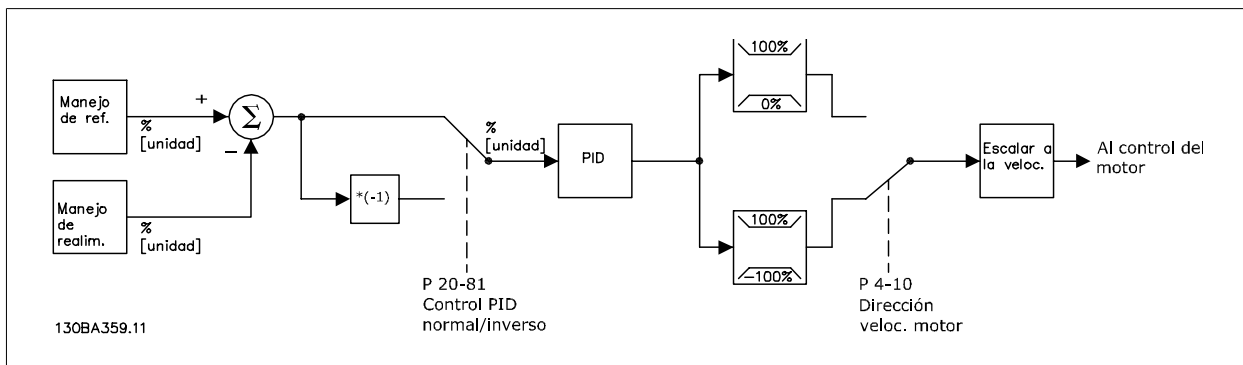 Manejo
de ref.
+
%
[unidad]
Σ
–
Manejo
de
realim.
%
[unidad]
*(-1)
%
[unidad]
P 20-81
Control PID
normal/inverso
PID
100%
0%
100%
-100%
P 4-10
Dirección
veloc. motor
Escalar a
la veloc.
Al control del
motor
130BA359.11